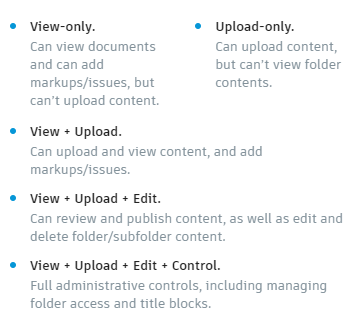 View-only.
Can view documents
and can add
markups/issues, but
can't upload content.
Upload-only.
Can upload content,
but can't view folder
contents.
View + Upload.
Can upload and view content, and add
markups/issues.
View + Upload + Edit.
Can review and publish content, as well as edit and
delete folder/subfolder content.
View + Upload + Edit + Control.
Full administrative controls, including managing
folder access and title blocks.